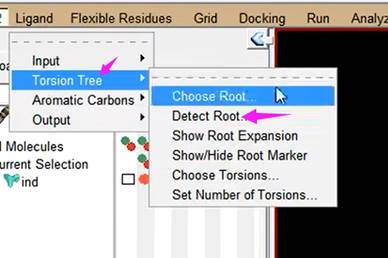 Ligand Flexible Residues Grid Docking Run Analyz
Input
Torsion Tree
Aromatic Carbons
Output
Choose Root...
Detect Root...
Show Root Expansion
Show/Hide Root Marker
Choose Torsions...
Set Number of Torsions...
Molecules
urrent Selection
ind